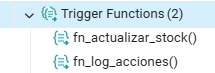 Trigger Functions (2)
fn_actualizar_stock()
fn_log_acciones()